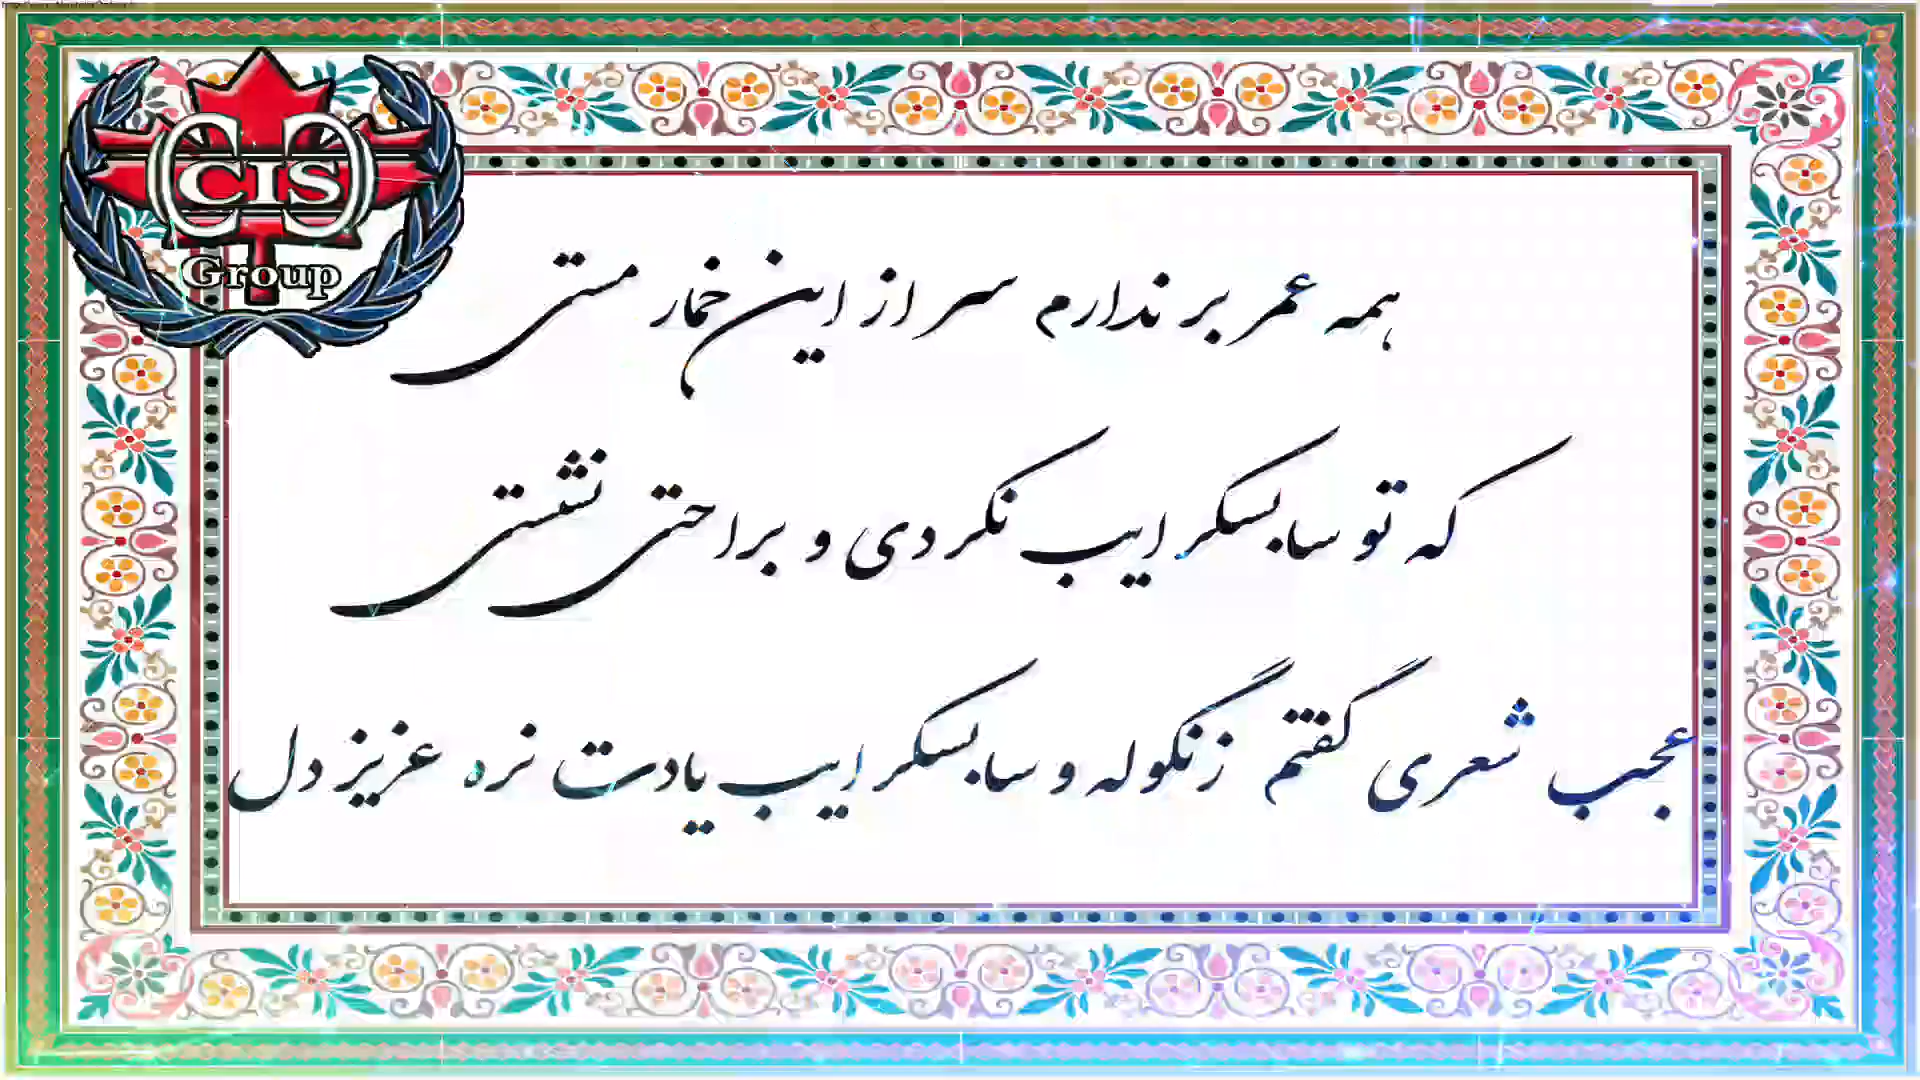 CIS
Group
همه عمر بر ندارم سر از این خمار مستی
که تو سابسکرایب نکردی و براحتی نشستی
عجب شعری گفتم زنگوله و سابسکرایب یادت نره عزیز دل